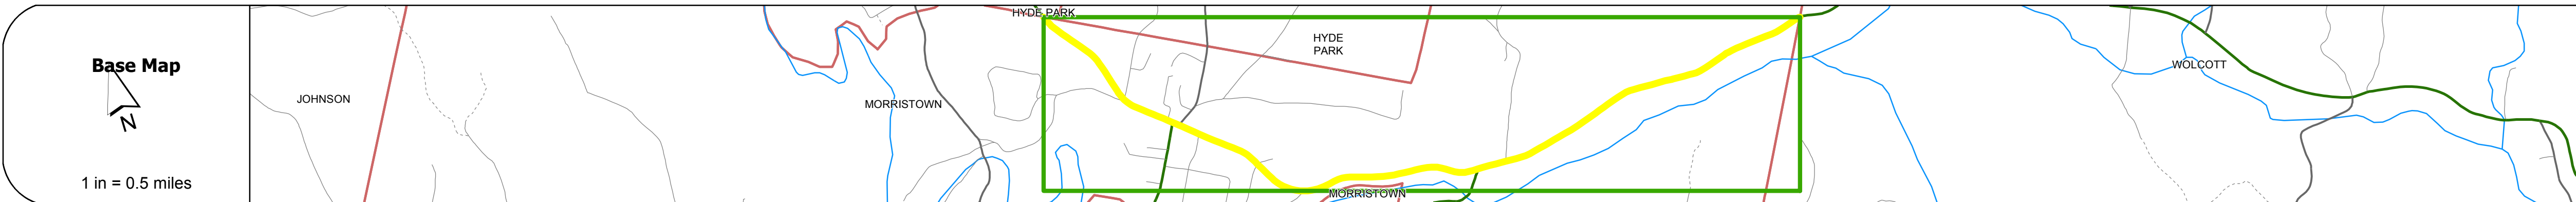 Base Map
N
1 in = 0.5 miles
JOHNSON
MORRISTOWN
HYDE PARK
HYDE
PARK
MORRISTOWN
WOLCOTT